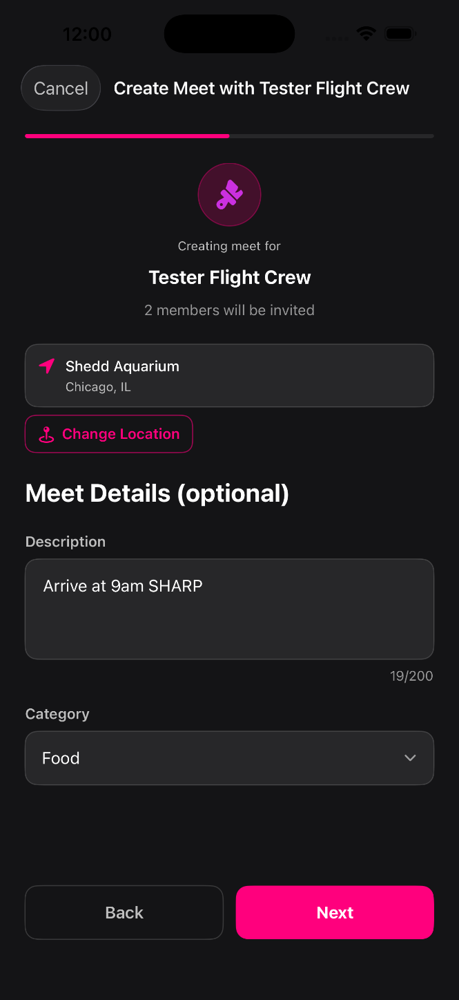 12:00
Cancel
Create Meet with Tester Flight Crew
Creating meet for
Tester Flight Crew
2 members will be invited
Shedd Aquarium
Chicago, IL
Change Location
Meet Details (optional)
Description
Arrive at 9am SHARP
19/200
Category
Food
Back
Next